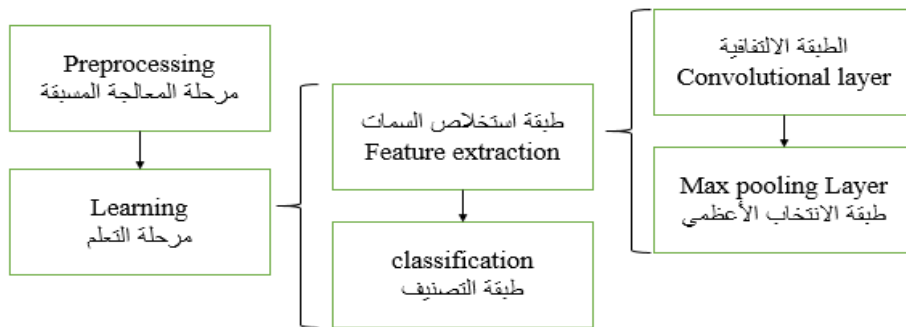 Preprocessing
مرحلة المعالجة المسبقة
Learning
مرحلة التعلم
طبقة استخلاص السمات
Feature extraction
classification
طبقة التصنيف
الطبقة الالتفافية
Convolutional layer
Max pooling Layer
طبقة الانتخاب الأعظمي